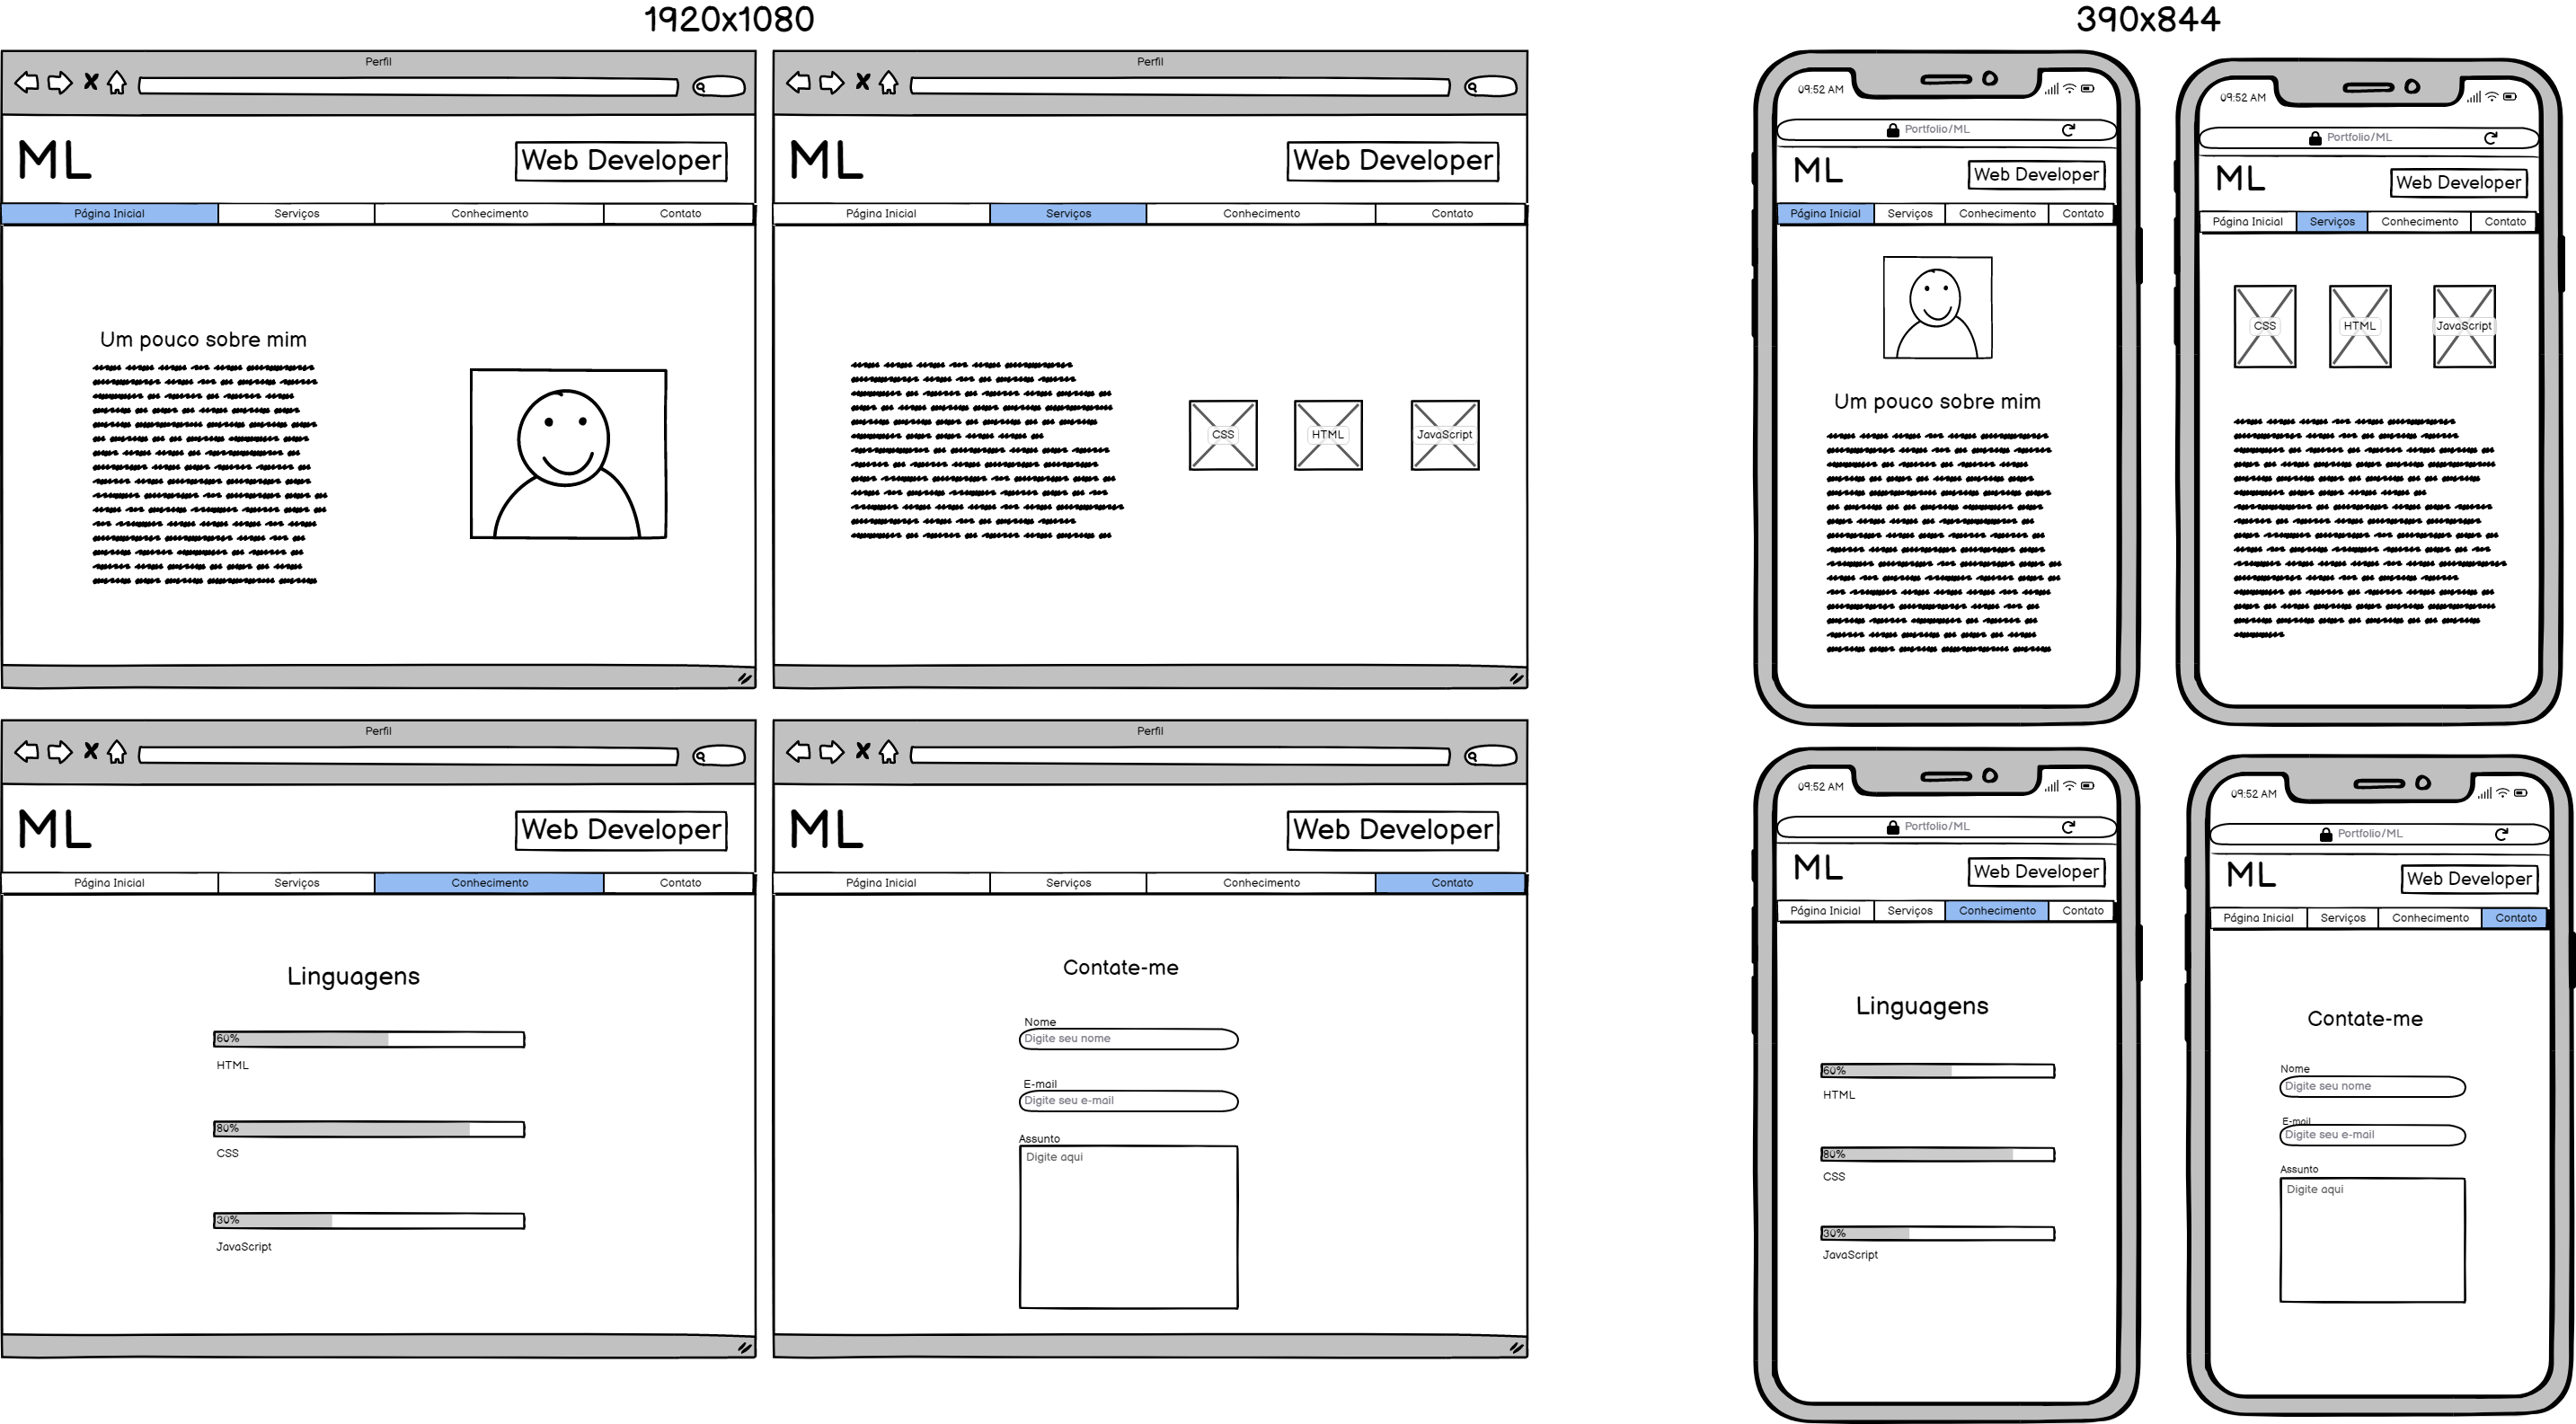 1920x1080
390x844
Perfil
ML
Web Developer
Página Inicial Serviços Conhecimento Contato
Um pouco sobre mim
Perfil
ML
Web Developer
Página Inicial Serviços Conhecimento Contato
CSS HTML JavaScript
09:52 AM
Portfolio/ML
ML
Web Developer
Página Inicial Serviços Conhecimento Contato
Um pouco sobre mim
09:52 AM
Portfolio/ML
ML
Web Developer
Página Inicial Serviços Conhecimento Contato
CSS HTML JavaScript
Perfil
ML
Web Developer
Página Inicial Serviços Conhecimento Contato
Linguagens
60%
HTML
80%
CSS
30%
JavaScript
Perfil
ML
Web Developer
Página Inicial Serviços Conhecimento Contato
Contate-me
Nome
Digite seu nome
E-mail
Digite seu e-mail
Assunto
Digite aqui
09:52 AM
Portfolio/ML
ML
Web Developer
Página Inicial Serviços Conhecimento Contato
Linguagens
60%
HTML
80%
CSS
30%
JavaScript
09:52 AM
Portfolio/ML
ML
Web Developer
Página Inicial Serviços Conhecimento Contato
Contate-me
Nome
Digite seu nome
E-mail
Digite seu e-mail
Assunto
Digite aqui